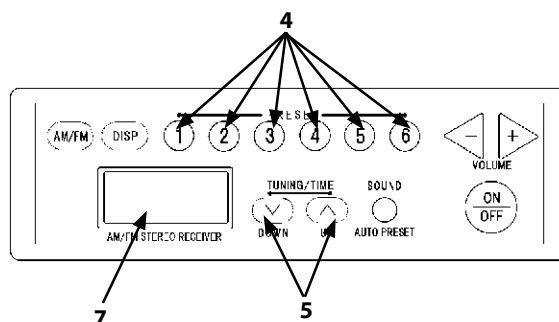 4
PRESET
AM/FM DISP 1 2 3 4 5 6 − +
VOLUME
TUNING/TIME SOUND
ON
OFF
DOWN UP AUTO PRESET
AM/FM STEREO RECEIVER
7 5